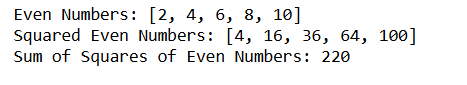 Even Numbers: [2, 4, 6, 8, 10]
Squared Even Numbers: [4, 16, 36, 64, 100]
Sum of Squares of Even Numbers: 220